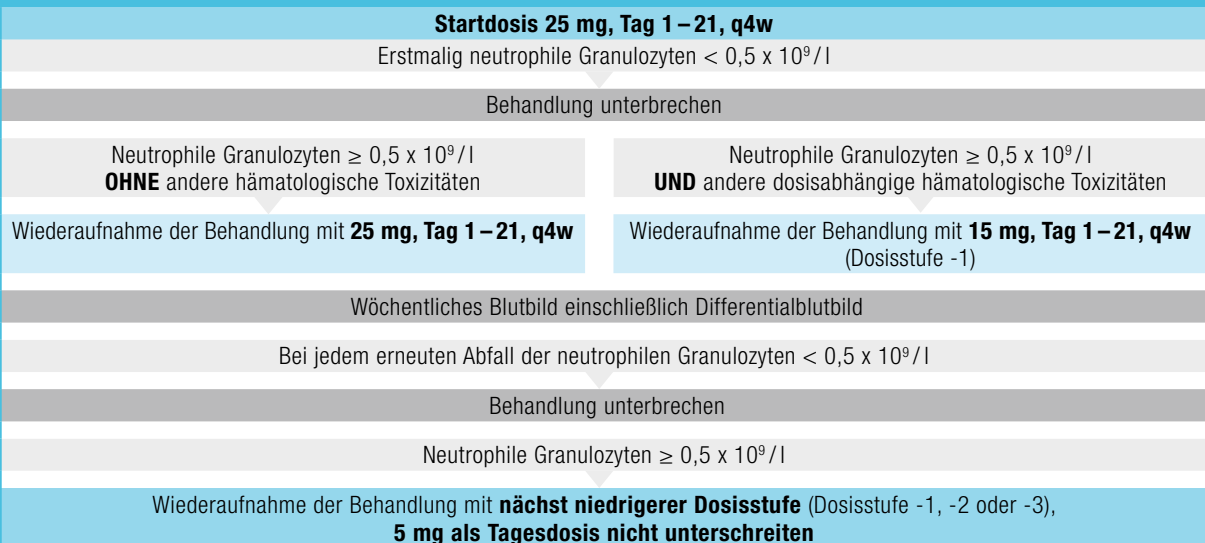 Startdosis 25 mg, Tag 1 – 21, q4w
Erstmalig neutrophile Granulozyten < 0,5 x 10⁹ / l
Behandlung unterbrechen
Neutrophile Granulozyten ≥ 0,5 x 10⁹ / l
OHNE andere hämatologische Toxizitäten
Neutrophile Granulozyten ≥ 0,5 x 10⁹ / l
UND andere dosisabhängige hämatologische Toxizitäten
Wiederaufnahme der Behandlung mit 25 mg, Tag 1 – 21, q4w
Wiederaufnahme der Behandlung mit 15 mg, Tag 1 – 21, q4w
(Dosisstufe -1)
Wöchentliches Blutbild einschließlich Differentialblutbild
Bei jedem erneuten Abfall der neutrophilen Granulozyten < 0,5 x 10⁹ / l
Behandlung unterbrechen
Neutrophile Granulozyten ≥ 0,5 x 10⁹ / l
Wiederaufnahme der Behandlung mit nächst niedrigerer Dosisstufe (Dosisstufe -1, -2 oder -3),
5 mg als Tagesdosis nicht unterschreiten